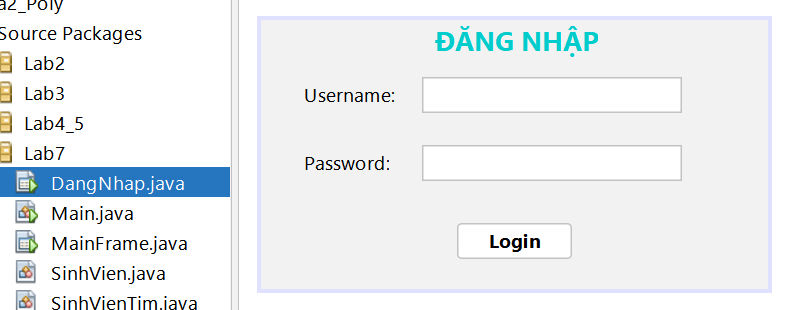 a2_Poly
Source Packages
Lab2
Lab3
Lab4_5
Lab7
DangNhap.java
Main.java
MainFrame.java
SinhVien.java
SinhVienTim.java
ĐĂNG NHẬP
Username:
Password:
Login